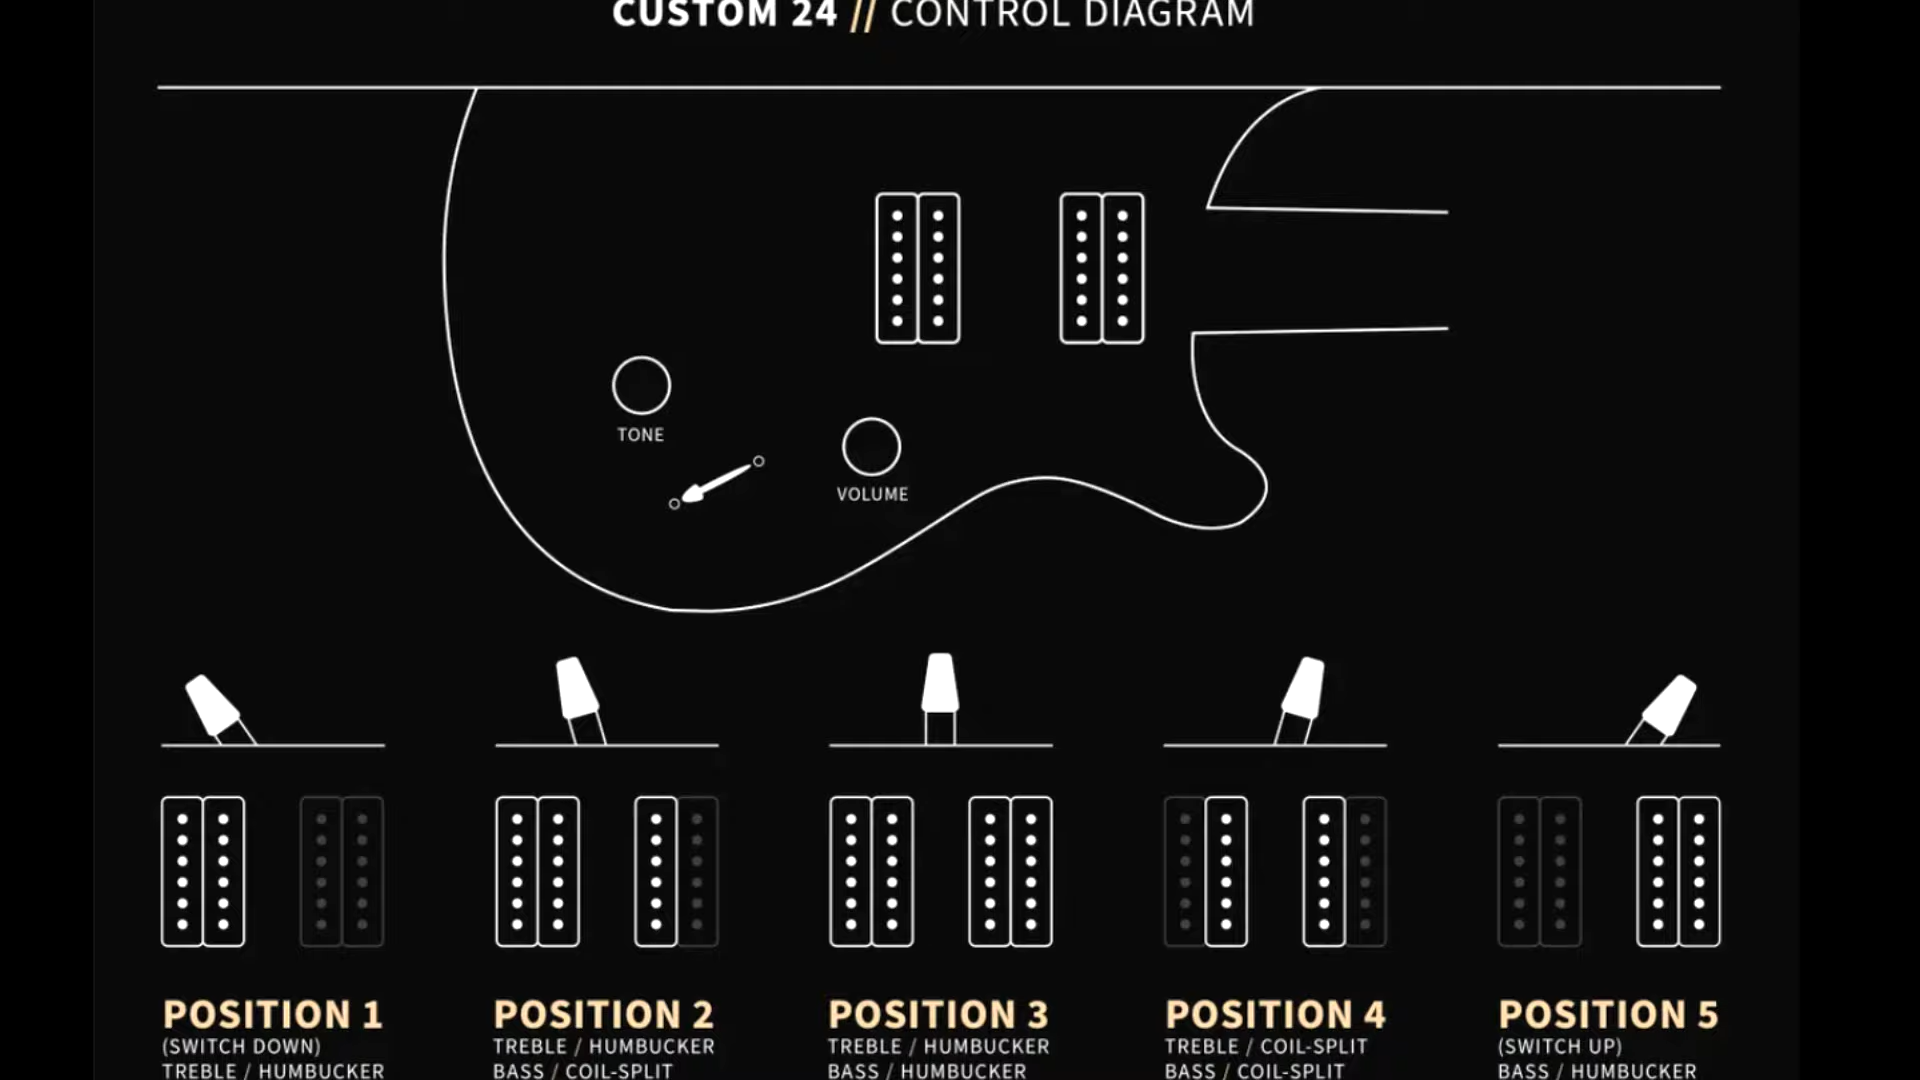 CUSTOM 24 // CONTROL DIAGRAM
TONE
VOLUME
POSITION 1
(SWITCH DOWN)
TREBLE / HUMBUCKER
POSITION 2
TREBLE / HUMBUCKER
BASS / COIL-SPLIT
POSITION 3
TREBLE / HUMBUCKER
BASS / HUMBUCKER
POSITION 4
TREBLE / COIL-SPLIT
BASS / COIL-SPLIT
POSITION 5
(SWITCH UP)
BASS / HUMBUCKER